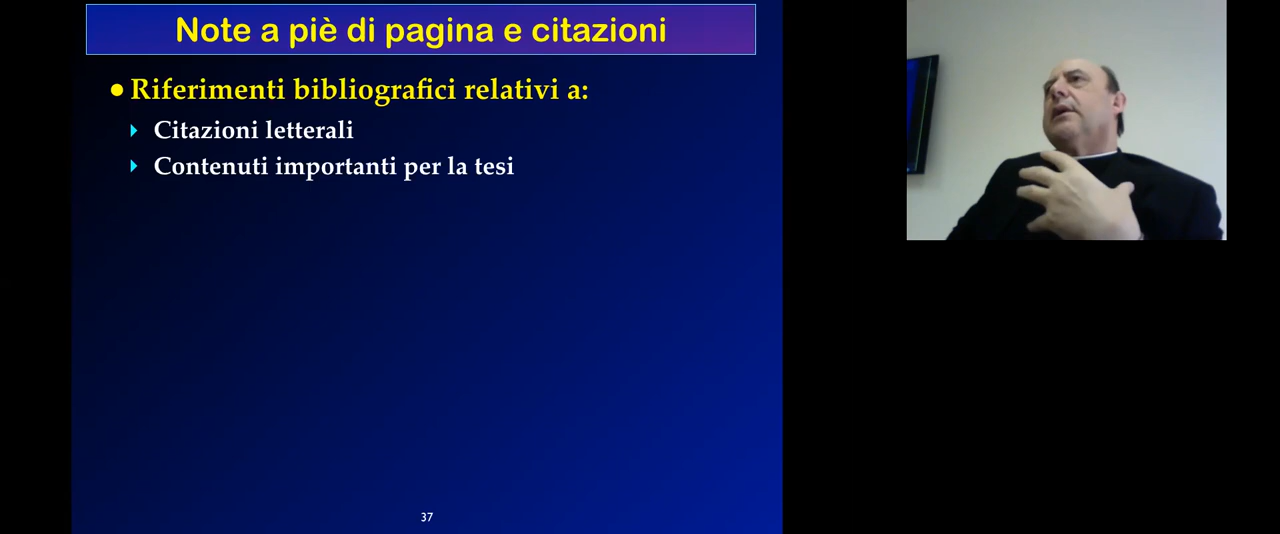 Note a piè di pagina e citazioni
Riferimenti bibliografici relativi a:
Citazioni letterali
Contenuti importanti per la tesi
37